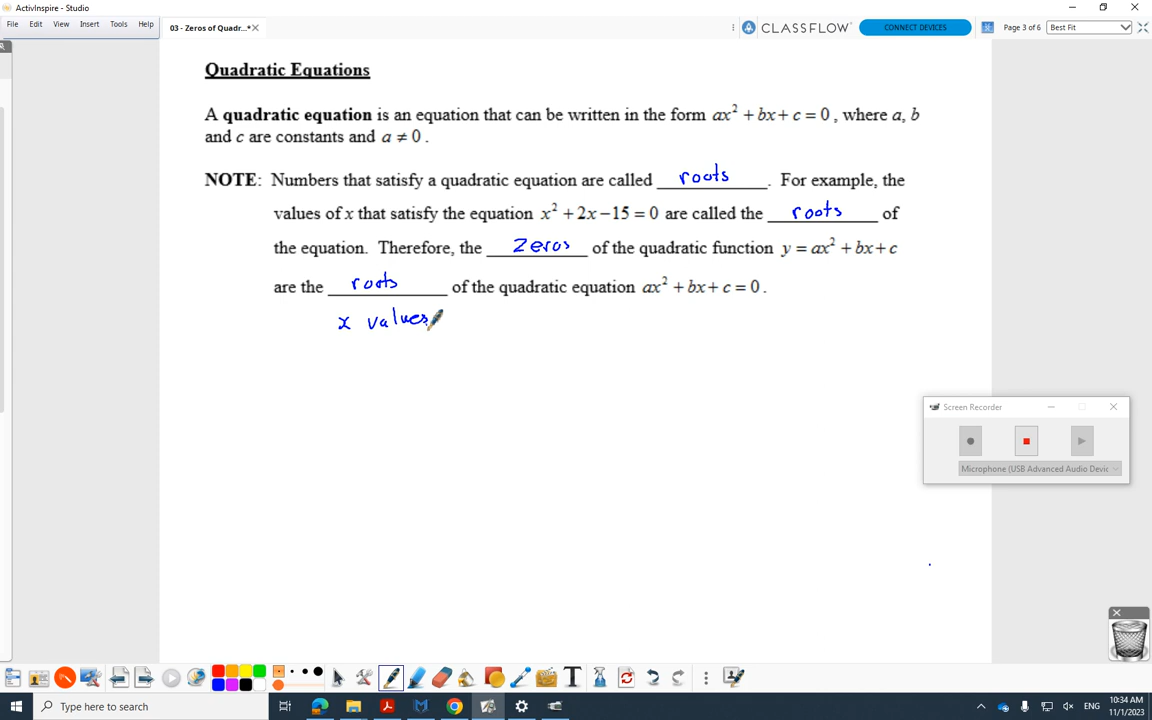 ActivInspire - Studio
File Edit View Insert Tools Help
03 - Zeros of Quadr...*
CLASSFLOW
CONNECT DEVICES
Page 3 of 6
Best Fit
Quadratic Equations
A quadratic equation is an equation that can be written in the form ax² + bx + c = 0, where a, b
and c are constants and a ≠ 0.
NOTE: Numbers that satisfy a quadratic equation are called roots. For example, the
values of x that satisfy the equation x² + 2x − 15 = 0 are called the roots of
the equation. Therefore, the zeros of the quadratic function y = ax² + bx + c
are the roots of the quadratic equation ax² + bx + c = 0.
x values
Screen Recorder
Microphone (USB Advanced Audio Devic
Type here to search
ENG
10:34 AM
11/1/2023